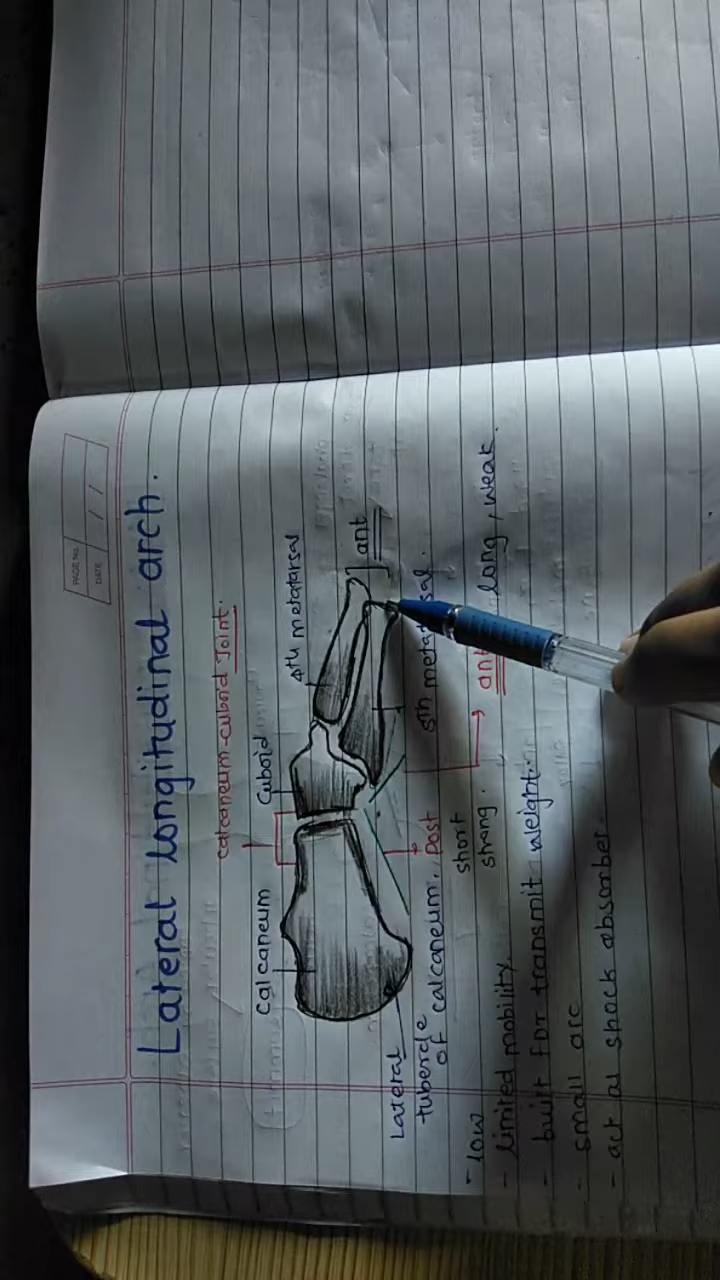 PAGE No.
DATE / /
Lateral longitudinal arch.
calcaneum-cuboid Joint.
calcaneum
cuboid
4th metatarsal
ant
Lateral
tubercle
of calcaneum.
5th metatarsal.
Post
short
strang.
ant
long, weak.
- low
- limited mobility.
- built for transmit weight.
- small arc
- act as shock absorber.